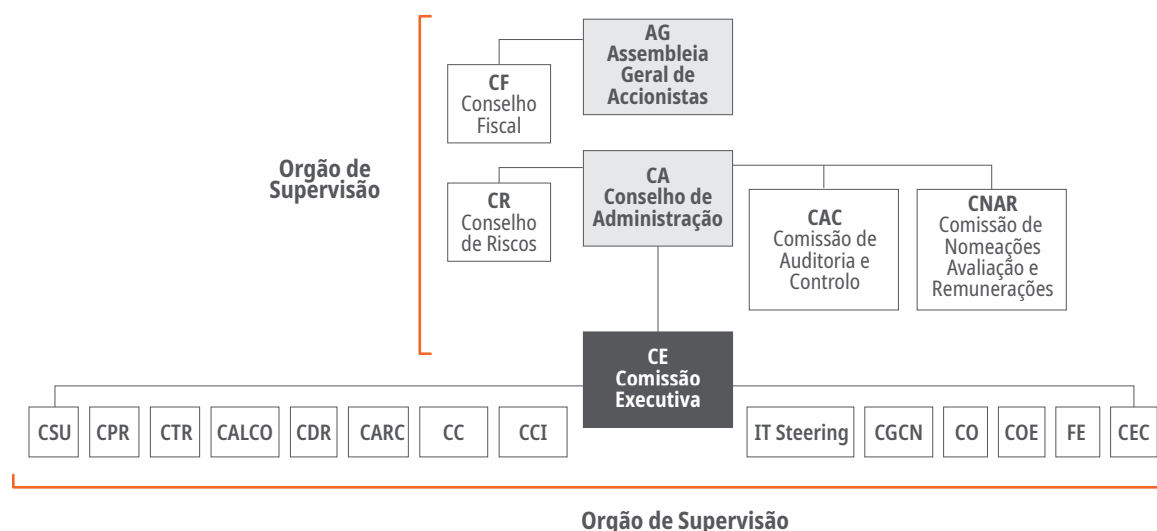 AG
Assembleia
Geral de
Accionistas
CF
Conselho
Fiscal
Orgão de
Supervisão
CA
Conselho de
Administração
CR
Conselho
de Riscos
CAC
Comissão de
Auditoria e
Controlo
CNAR
Comissão de
Nomeações
Avaliação e
Remunerações
CE
Comissão
Executiva
CSU
CPR
CTR
CALCO
CDR
CARC
CC
CCI
IT Steering
CGCN
CO
COE
FE
CEC
Orgão de Supervisão